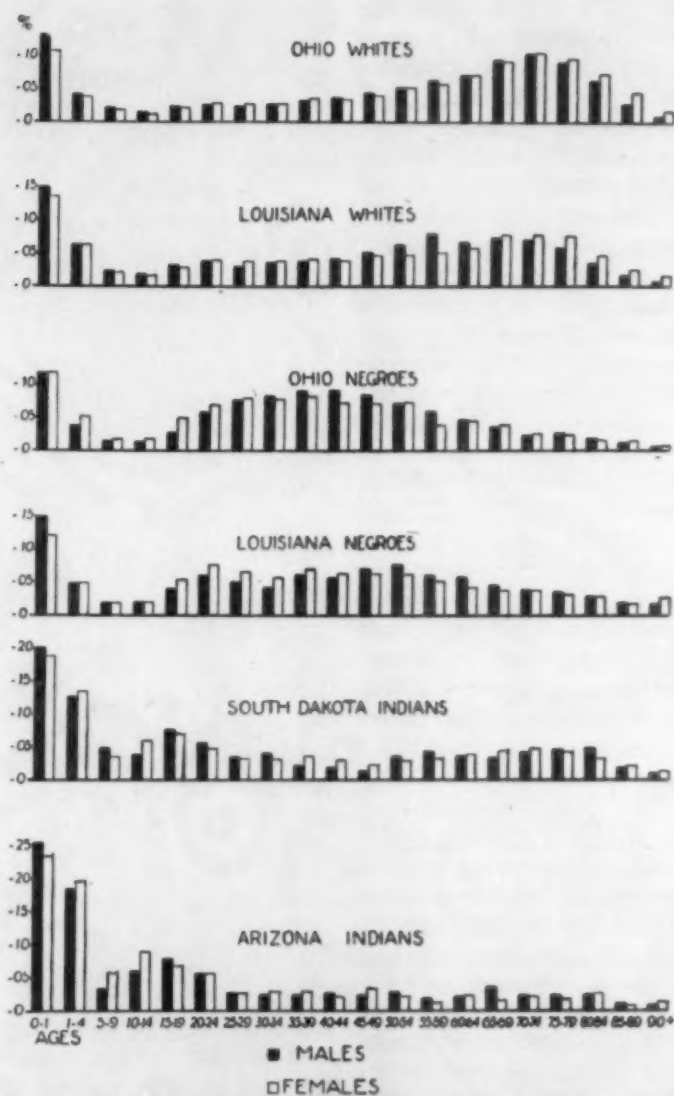 %
OHIO WHITES
.10
.05
.0
.15
LOUISIANA WHITES
.10
.05
.0
OHIO NEGROES
.10
.05
.0
.15
LOUISIANA NEGROES
.10
.05
.0
.20
.15
SOUTH DAKOTA INDIANS
.10
.05
.0
.25
.20
.15
ARIZONA INDIANS
.10
.05
.0
0-1 1-4 5-9 10-14 15-19 20-24 25-29 30-34 35-39 40-44 45-49 50-54 55-59 60-64 65-69 70-74 75-79 80-84 85-89 90+
AGES
MALES
FEMALES